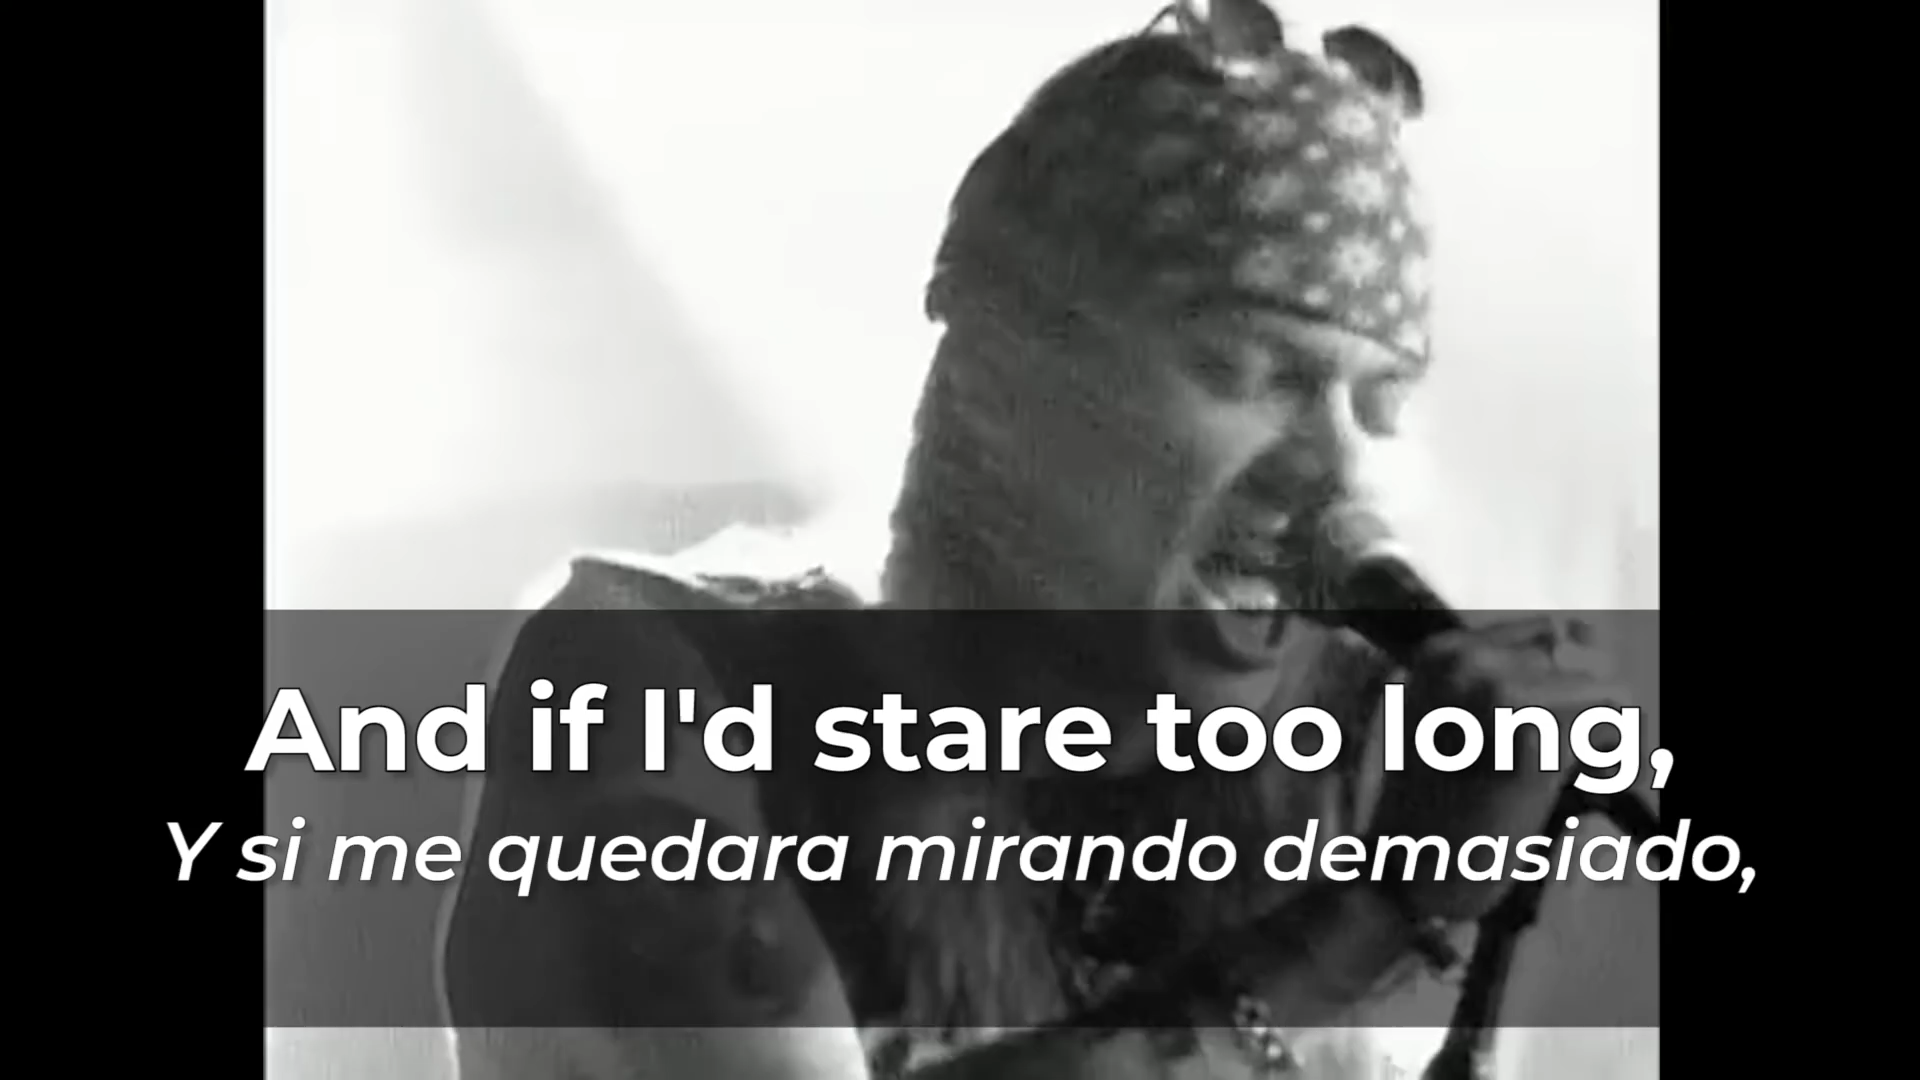 And if I'd stare too long,
Y si me quedara mirando demasiado,